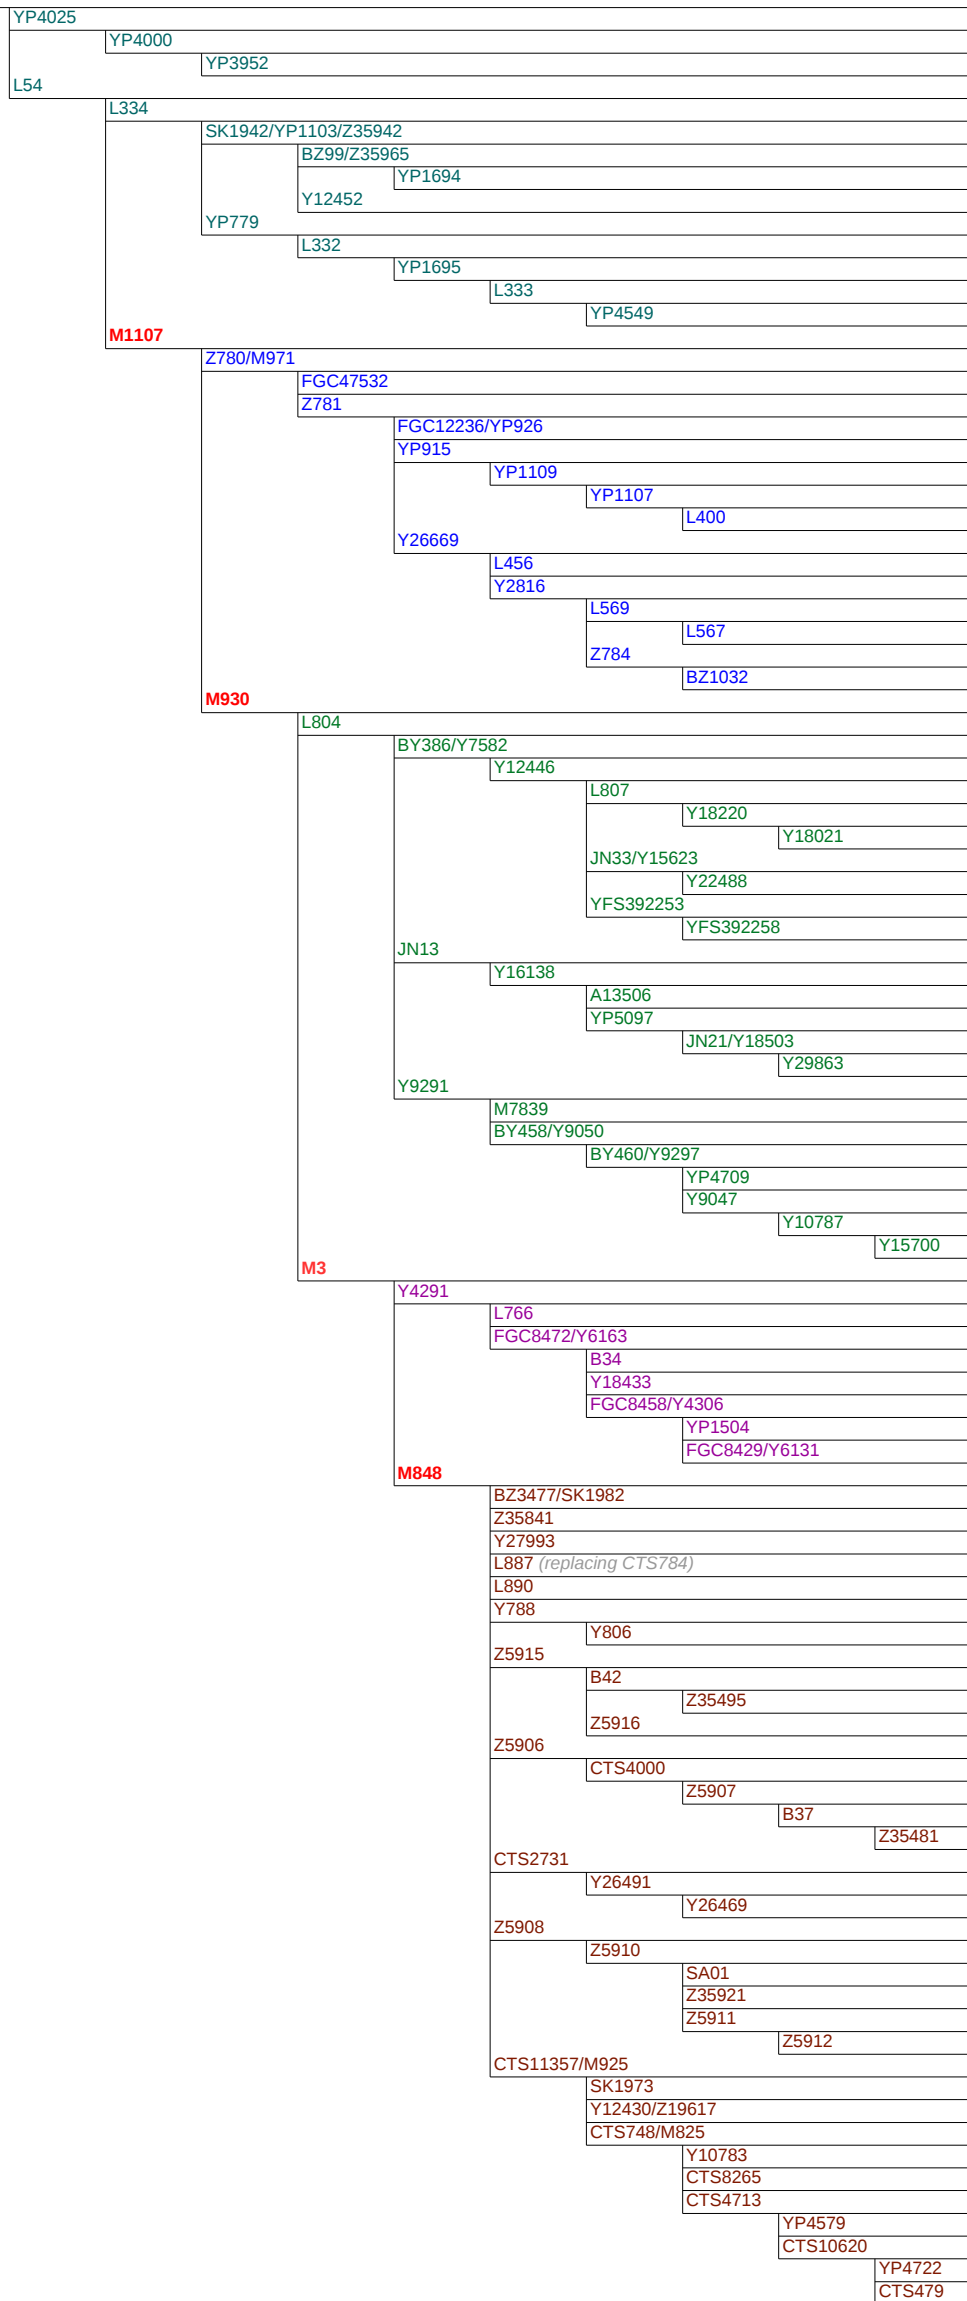 YP4025
YP4000
YP3952
L54
L334
SK1942/YP1103/Z35942
BZ99/Z35965
YP1694
Y12452
YP779
L332
YP1695
L333
YP4549
M1107
Z780/M971
FGC47532
Z781
FGC12236/YP926
YP915
YP1109
YP1107
L400
Y26669
L456
Y2816
L569
L567
Z784
BZ1032
M930
L804
BY386/Y7582
Y12446
L807
Y18220
Y18021
JN33/Y15623
Y22488
YFS392253
YFS392258
JN13
Y16138
A13506
YP5097
JN21/Y18503
Y29863
Y9291
M7839
BY458/Y9050
BY460/Y9297
YP4709
Y9047
Y10787
Y15700
M3
Y4291
L766
FGC8472/Y6163
B34
Y18433
FGC8458/Y4306
YP1504
FGC8429/Y6131
M848
BZ3477/SK1982
Z35841
Y27993
L887 (replacing CTS784)
L890
Y788
Y806
Z5915
B42
Z35495
Z5916
Z5906
CTS4000
Z5907
B37
Z35481
CTS2731
Y26491
Y26469
Z5908
Z5910
SA01
Z35921
Z5911
Z5912
CTS11357/M925
SK1973
Y12430/Z19617
CTS748/M825
Y10783
CTS8265
CTS4713
YP4579
CTS10620
YP4722
CTS479